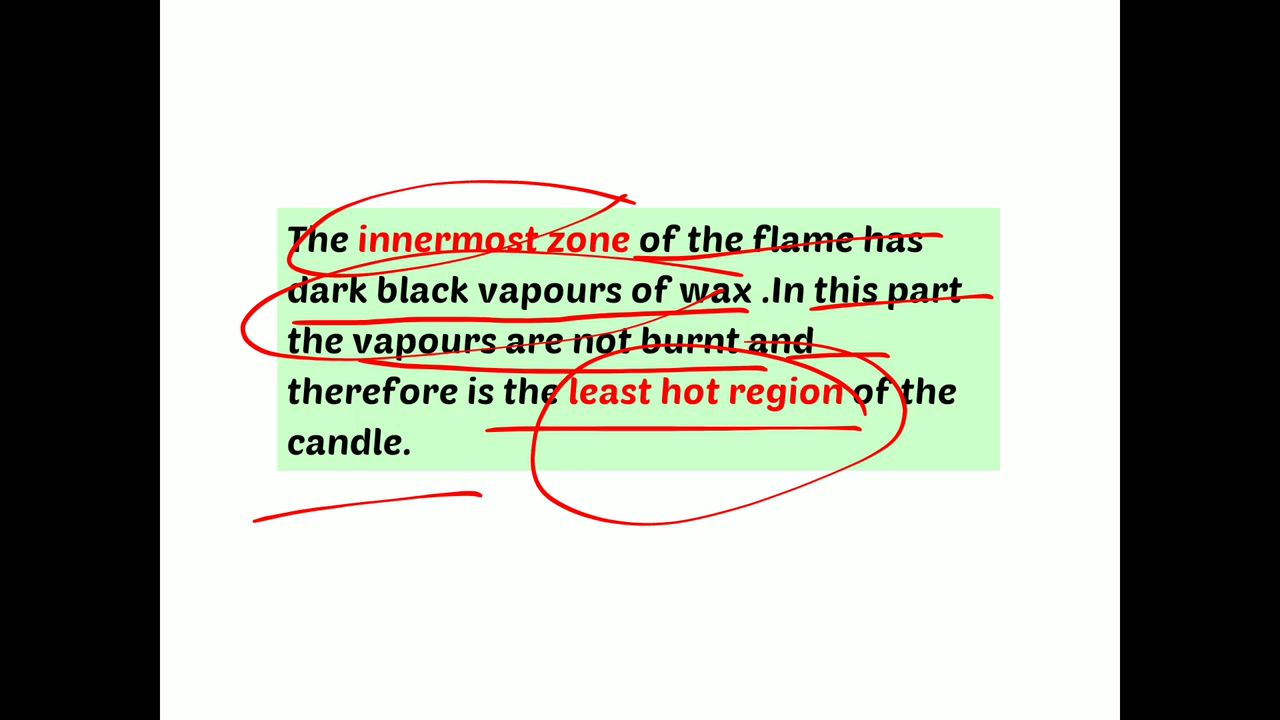 The innermost zone of the flame has
dark black vapours of wax .In this part
the vapours are not burnt and
therefore is the least hot region of the
candle.